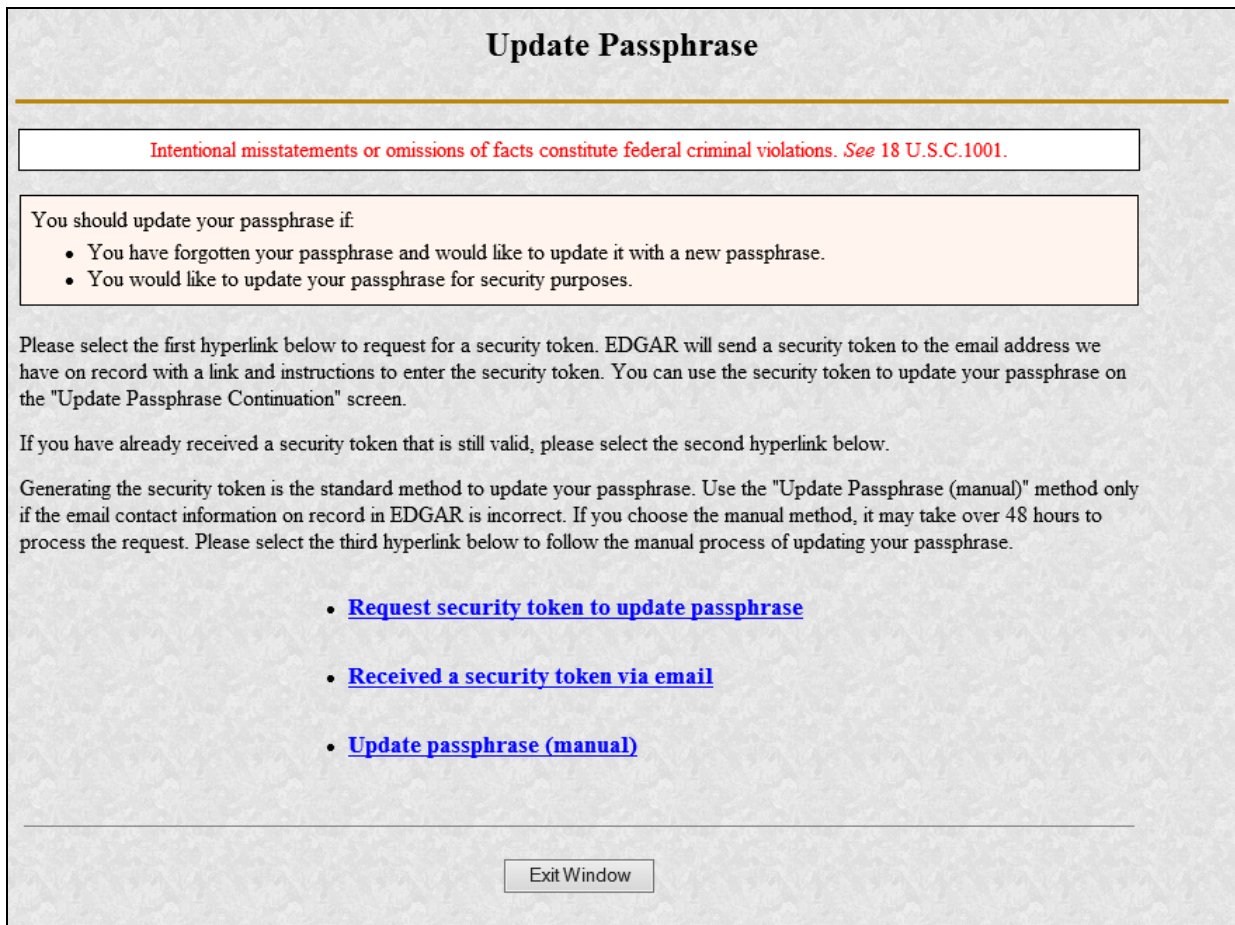 Update Passphrase
Intentional misstatements or omissions of facts constitute federal criminal violations. See 18 U.S.C.1001.
You should update your passphrase if:
• You have forgotten your passphrase and would like to update it with a new passphrase.
• You would like to update your passphrase for security purposes.
Please select the first hyperlink below to request for a security token. EDGAR will send a security token to the email address we
have on record with a link and instructions to enter the security token. You can use the security token to update your passphrase on
the "Update Passphrase Continuation" screen.
If you have already received a security token that is still valid, please select the second hyperlink below.
Generating the security token is the standard method to update your passphrase. Use the "Update Passphrase (manual)" method only
if the email contact information on record in EDGAR is incorrect. If you choose the manual method, it may take over 48 hours to
process the request. Please select the third hyperlink below to follow the manual process of updating your passphrase.
• Request security token to update passphrase
• Received a security token via email
• Update passphrase (manual)
Exit Window